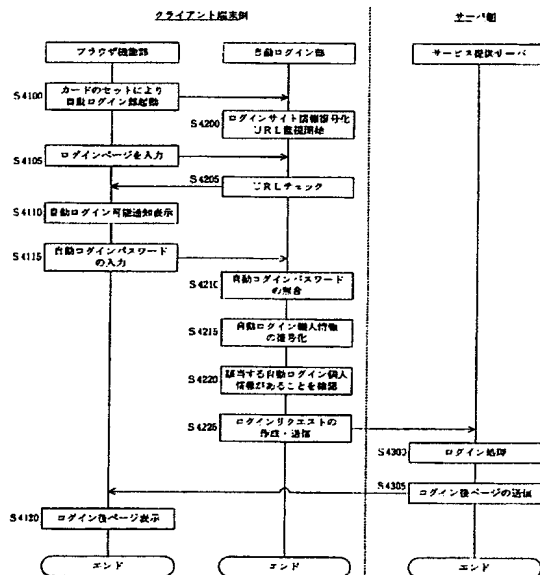 クライアント端末側
サーバ側
ブラウザ機能部
自動ログイン部
サービス提供サーバ
S4100
カードのセットにより
自動ログイン部起動
S4200
ログインサイト情報復号化
URL監視開始
S4105
ログインページを入力
S4205
URLチェック
S4110
自動ログイン可能通知表示
S4115
自動ログインパスワード
の入力
S4210
自動ログインパスワード
の照合
S4215
自動ログイン個人情報
の復号化
S4220
該当する自動ログイン個人
情報があることを確認
S4225
ログインリクエストの
作成・送信
S4300
ログイン処理
S4305
ログイン後ページの送信
S4120
ログイン後ページ表示
エンド
エンド
エンド